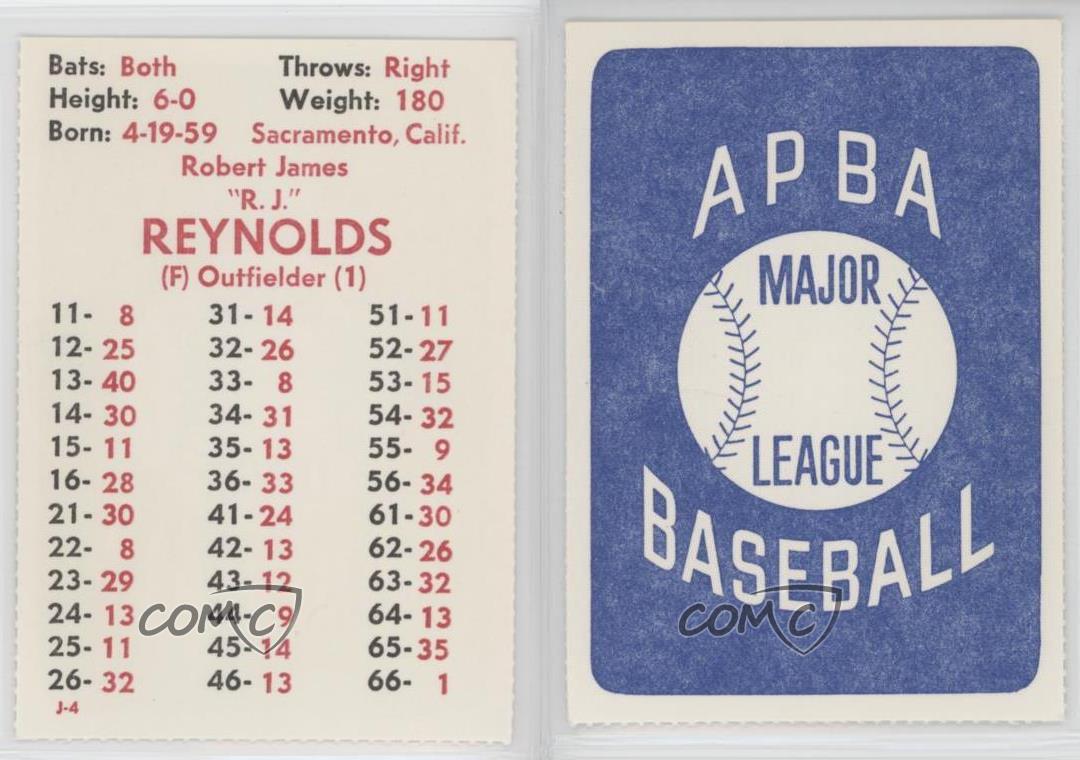 Bats: Both Throws: Right
Height: 6-0 Weight: 180
Born: 4-19-59 Sacramento, Calif.
Robert James
"R. J."
REYNOLDS
(F) Outfielder (1)
11- 8 31- 14 51- 11
12- 25 32- 26 52- 27
13- 40 33- 8 53- 15
14- 30 34- 31 54- 32
15- 11 35- 13 55- 9
16- 28 36- 33 56- 34
21- 30 41- 24 61- 30
22- 8 42- 13 62- 26
23- 29 43- 12 63- 32
24- 13 44- 9 64- 13
25- 11 45- 14 65- 35
26- 32 46- 13 66- 1
J-4
COMC
APBA
MAJOR
LEAGUE
BASEBALL
COMC